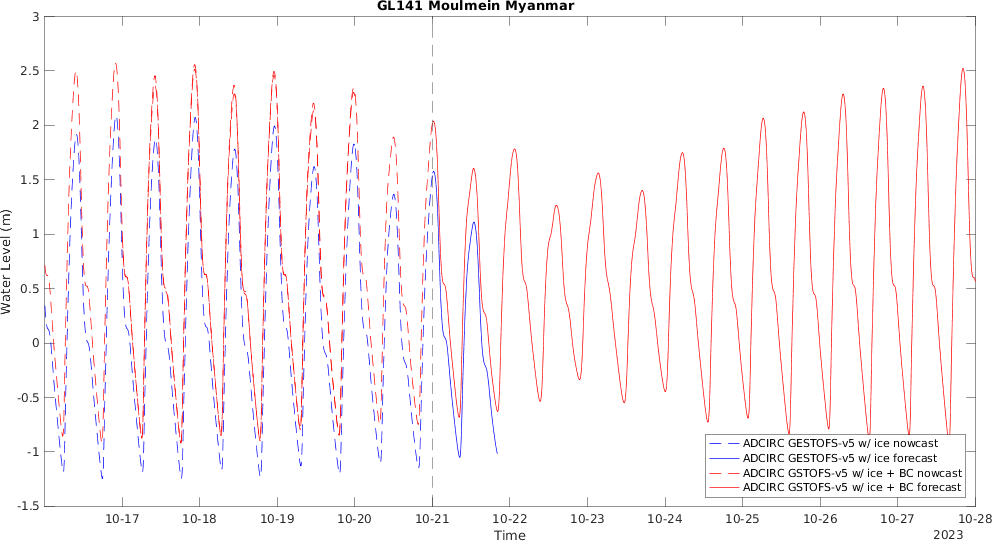 GL141 Moulmein Myanmar
3
2.5
2
1.5
1
0.5
0
-0.5
-1
-1.5
Water Level (m)
ADCIRC GESTOFS-v5 w/ ice nowcast
ADCIRC GESTOFS-v5 w/ ice forecast
ADCIRC GSTOFS-v5 w/ ice + BC nowcast
ADCIRC GSTOFS-v5 w/ ice + BC forecast
10-17 10-18 10-19 10-20 10-21 10-22 10-23 10-24 10-25 10-26 10-27 10-28
Time
2023